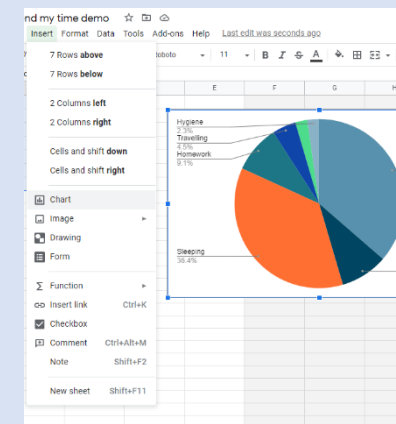 nd my time demo
Insert Format Data Tools Add-ons Help Last edit was seconds ago
7 Rows above
7 Rows below
2 Columns left
2 Columns right
Cells and shift down
Cells and shift right
Chart
Image
Drawing
Form
Function
Insert link Ctrl+K
Checkbox
Comment Ctrl+Alt+M
Note Shift+F2
New sheet Shift+F11
oboto 11 B I S A
E F G H
Hygiene
2.3%
Travelling
4.5%
Homework
9.1%
Sleeping
36.4%